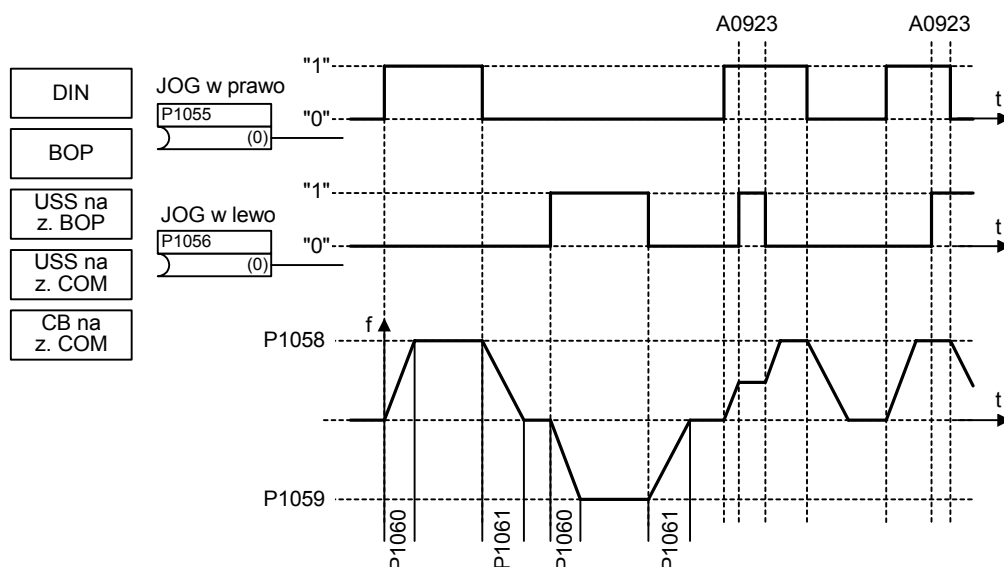 A0923 A0923
DIN
BOP
USS na
z. BOP
USS na
z. COM
CB na
z. COM
JOG w prawo
P1055
(0)
"1"
"0"
t
JOG w lewo
P1056
(0)
"1"
"0"
t
f
P1058
t
P1059
P1060
P1061
P1060
P1061